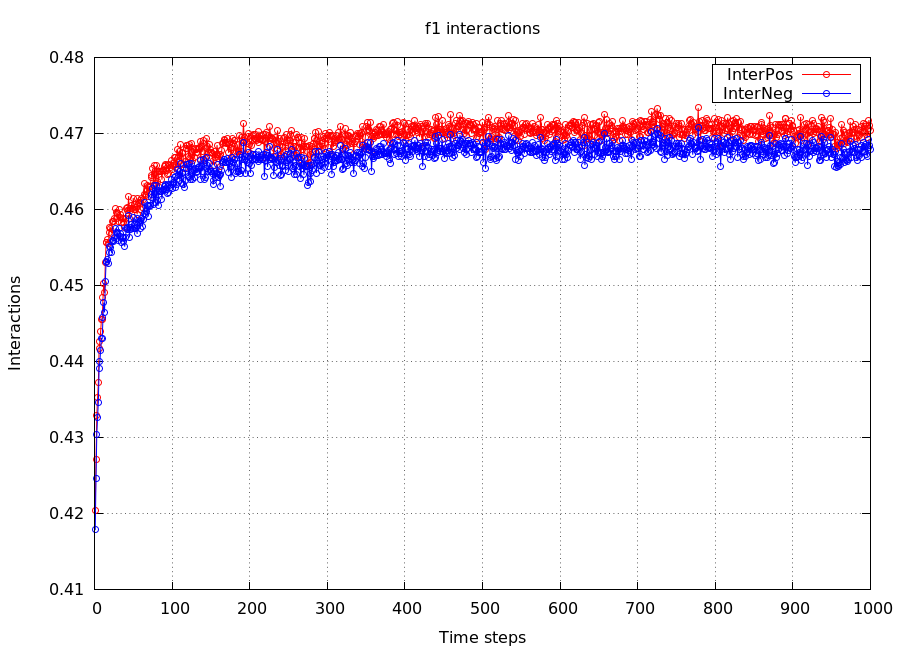 f1 interactions
0.48
0.47
0.46
0.45
0.44
0.43
0.42
0.41
Interactions
InterPos
InterNeg
0 100 200 300 400 500 600 700 800 900 1000
Time steps